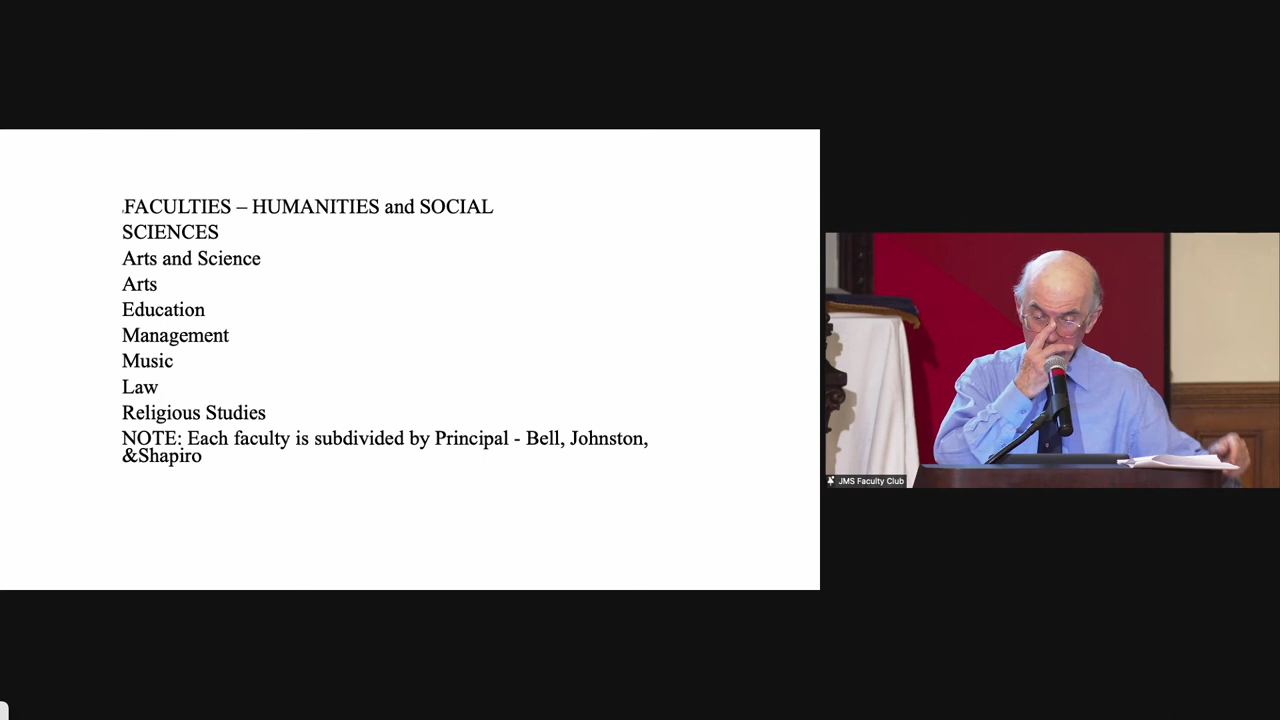 FACULTIES – HUMANITIES and SOCIAL
SCIENCES
Arts and Science
Arts
Education
Management
Music
Law
Religious Studies
NOTE: Each faculty is subdivided by Principal - Bell, Johnston,
&Shapiro
JMS Faculty Club